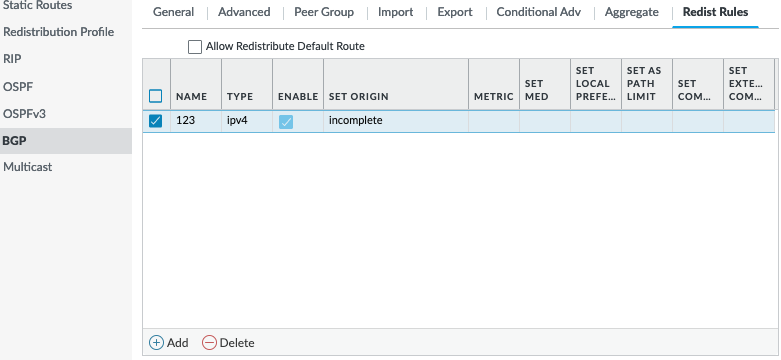 Static Routes
Redistribution Profile
RIP
OSPF
OSPFv3
BGP
Multicast
General Advanced Peer Group Import Export Conditional Adv Aggregate Redist Rules
Allow Redistribute Default Route
NAME TYPE ENABLE SET ORIGIN METRIC SET MED SET LOCAL PREFE... SET AS PATH LIMIT SET COM... SET EXTE... COM...
123 ipv4 incomplete
Add Delete